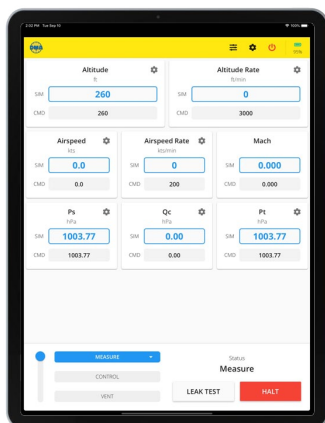 2:32 PM Tue Sep 10
100%
95%
Altitude
ft
SIM 260
CMD 260
Altitude Rate
ft/min
0
3000
Airspeed
kts
SIM 0.0
CMD 0.0
Airspeed Rate
kts/min
SIM 0
CMD 200
Mach
SIM 0.000
CMD 0.000
Ps
hPa
SIM 1003.77
CMD 1003.77
Qc
hPa
SIM 0.00
CMD 0.00
Pt
hPa
SIM 1003.77
CMD 1003.77
MEASURE
CONTROL
VENT
Status
Measure
LEAK TEST
HALT